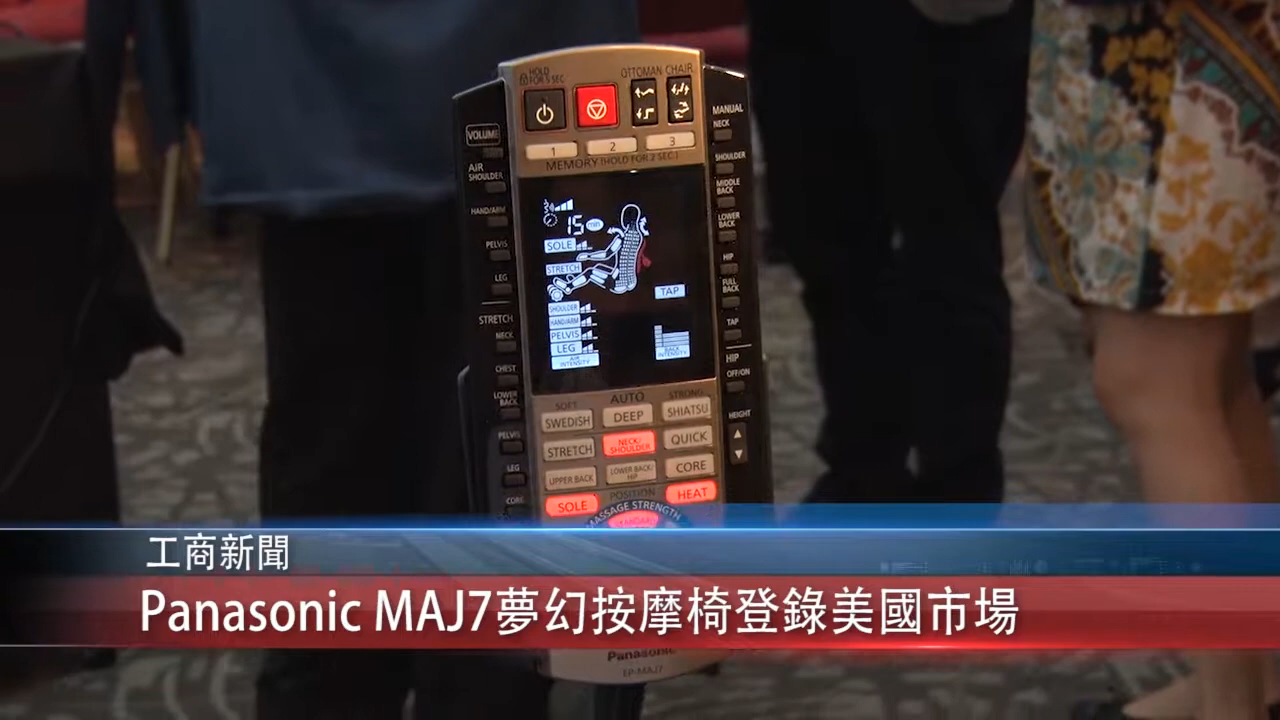 HOLD
FOR 5 SEC
OTTOMAN CHAIR
1 2 3
MEMORY (HOLD FOR 2 SEC.)
VOLUME
AIR
SHOULDER
HAND/ARM
PELVIS
LEG
STRETCH
NECK
CHEST
LOWER
BACK
PELVIS
LEG
CORE
15 min
SOLE
STRETCH
SHOULDER
HAND/ARM
PELVIS
LEG
AIR
INTENSITY
TAP
BACK
INTENSITY
MANUAL
NECK
SHOULDER
MIDDLE
BACK
LOWER
BACK
HIP
FULL
BACK
TAP
HIP
OFF/ON
HEIGHT
SOFT AUTO STRONG
SWEDISH DEEP SHIATSU
STRETCH NECK/SHOULDER QUICK
UPPER BACK LOWER BACK/HIP CORE
SOLE POSITION HEAT
MASSAGE STRENGTH
STANDARD
工商新聞
Panasonic MAJ7夢幻按摩椅登錄美國市場
Panasonic
EP-MAJ7